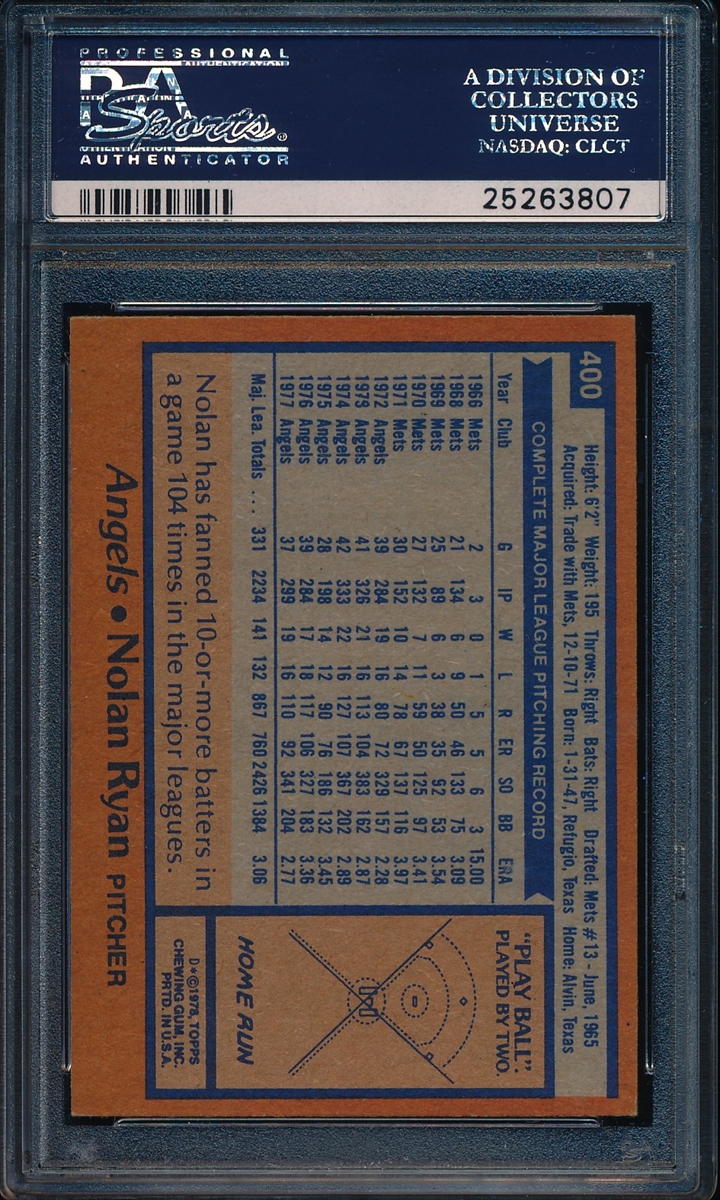 PROFESSIONAL
PSA
Sports®
AUTHENTICATOR
A DIVISION OF
COLLECTORS
UNIVERSE
NASDAQ: CLCT
25263807
400
Height: 6'2" Weight: 195 Throws: Right Bats: Right Drafted: Mets #13 - June, 1965
Acquired: Trade with Mets, 12-10-71 Born: 1-31-47, Refugio, Texas Home: Alvin, Texas
COMPLETE MAJOR LEAGUE PITCHING RECORD
Year Club G IP W L R ER SO BB ERA
1966 Mets 2 3 0 1 5 5 6 3 15.00
1968 Mets 21 134 6 9 50 46 133 75 3.09
1969 Mets 25 89 6 3 38 35 92 53 3.54
1970 Mets 27 132 7 11 59 50 125 97 3.41
1971 Mets 30 152 10 14 78 67 137 116 3.97
1972 Angels 39 284 19 16 80 72 329 157 2.28
1973 Angels 41 326 21 16 113 104 383 162 2.87
1974 Angels 42 333 22 16 127 107 367 202 2.89
1975 Angels 28 198 14 12 90 76 186 132 3.45
1976 Angels 39 284 17 18 117 106 327 183 3.36
1977 Angels 37 299 19 16 110 92 341 204 2.77
Maj. Lea. Totals ... 331 2234 141 132 867 760 2426 1384 3.06
Nolan has fanned 10-or-more batters in
a game 104 times in the major leagues.
Angels • Nolan Ryan PITCHER
"PLAY BALL":
PLAYED BY TWO.
HOME RUN
D*©1978, TOPPS
CHEWING GUM, INC.
PRTD. IN U.S.A.